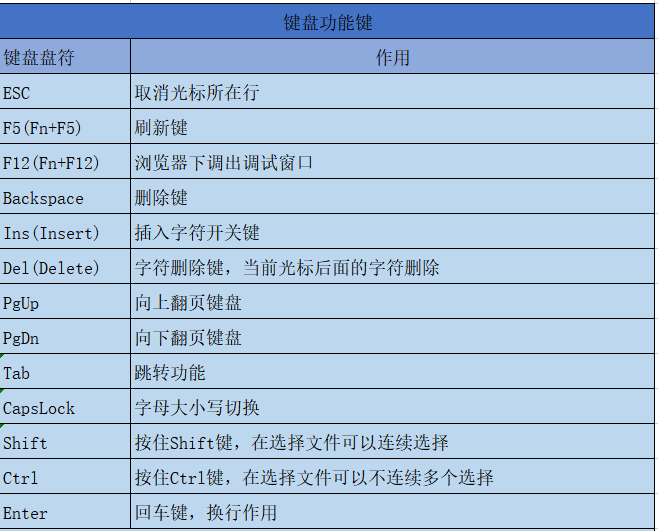 键盘功能键
键盘盘符 作用
ESC 取消光标所在行
F5(Fn+F5) 刷新键
F12(Fn+F12) 浏览器下调出调试窗口
Backspace 删除键
Ins(Insert) 插入字符开关键
Del(Delete) 字符删除键，当前光标后面的字符删除
PgUp 向上翻页键盘
PgDn 向下翻页键盘
Tab 跳转功能
CapsLock 字母大小写切换
Shift 按住Shift键，在选择文件可以连续选择
Ctrl 按住Ctrl键，在选择文件可以不连续多个选择
Enter 回车键，换行作用